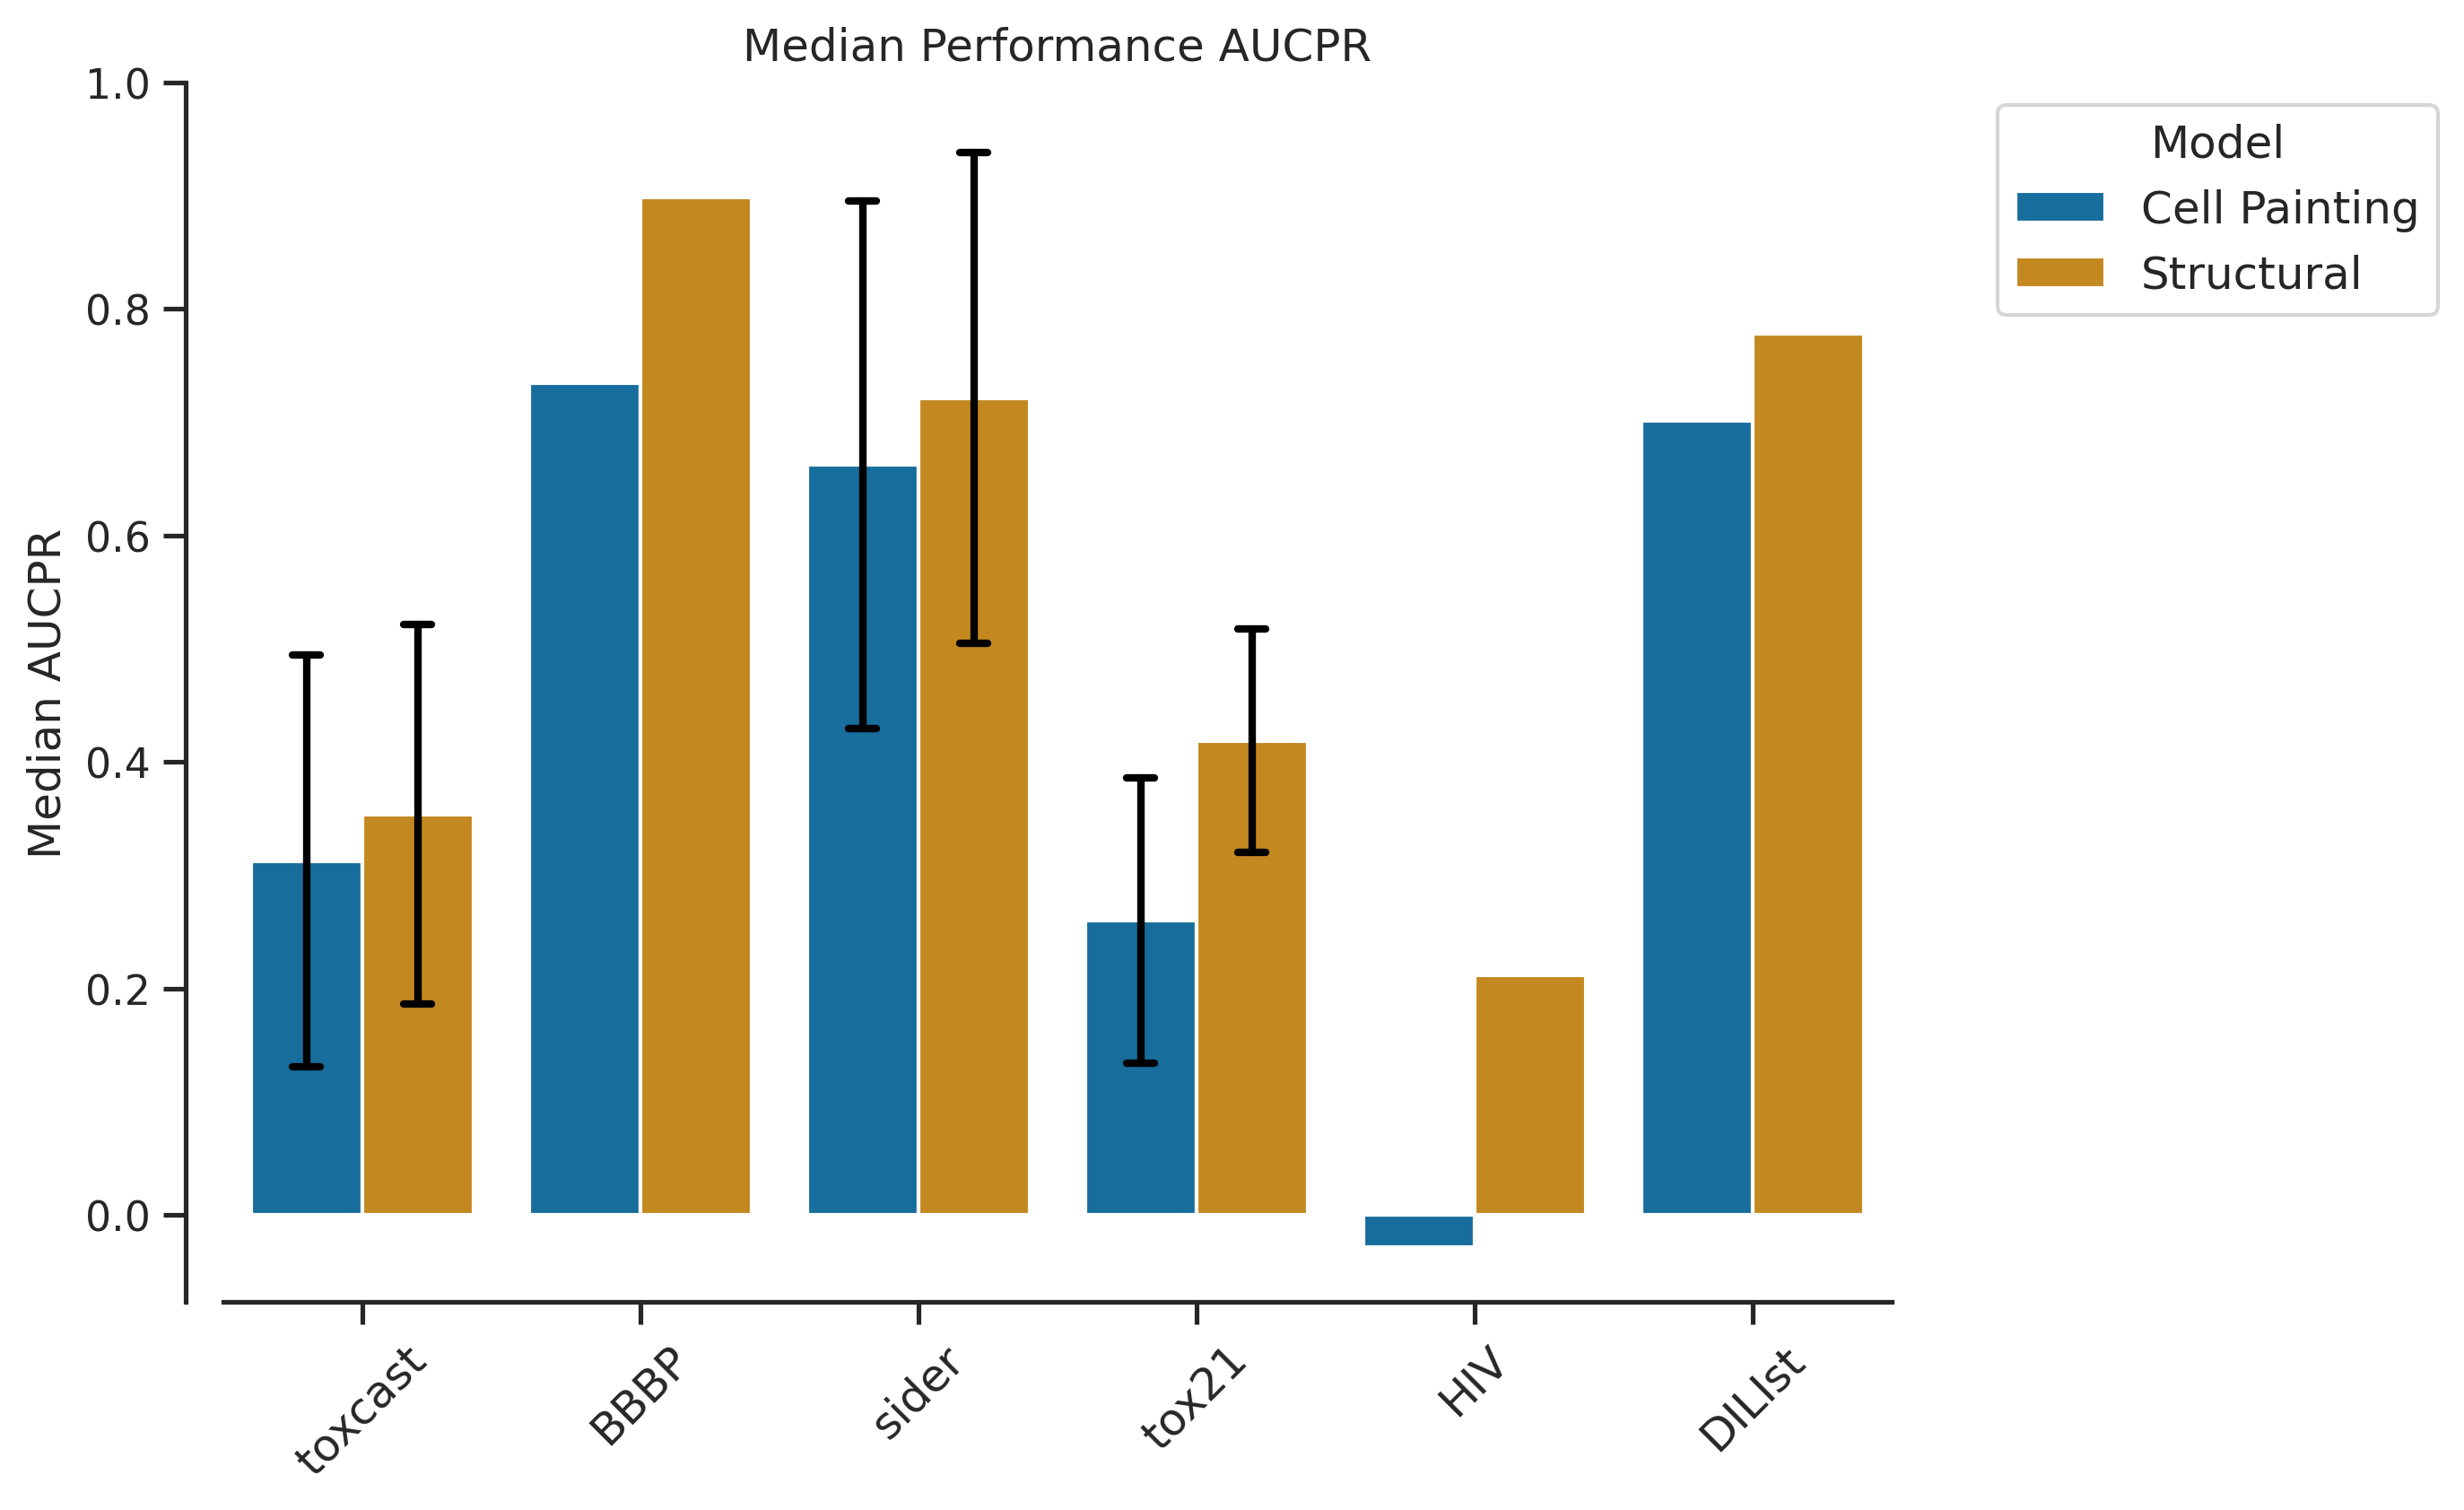 Median Performance AUCPR
Median AUCPR
1.0
0.8
0.6
0.4
0.2
0.0
toxcast
BBBP
sider
tox21
HIV
DILIst
Model
Cell Painting
Structural